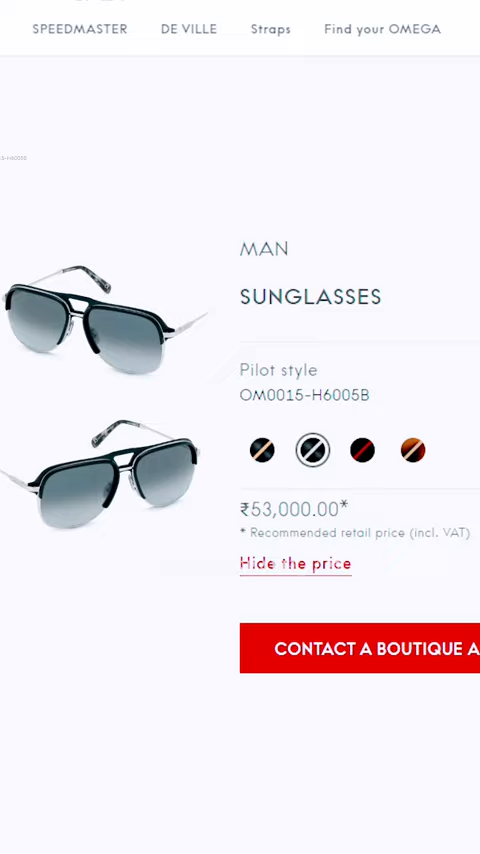 SPEEDMASTER DE VILLE Straps Find your OMEGA
MAN
SUNGLASSES
Pilot style
OM0015-H6005B
₹53,000.00*
* Recommended retail price (incl. VAT)
Hide the price
CONTACT A BOUTIQUE A